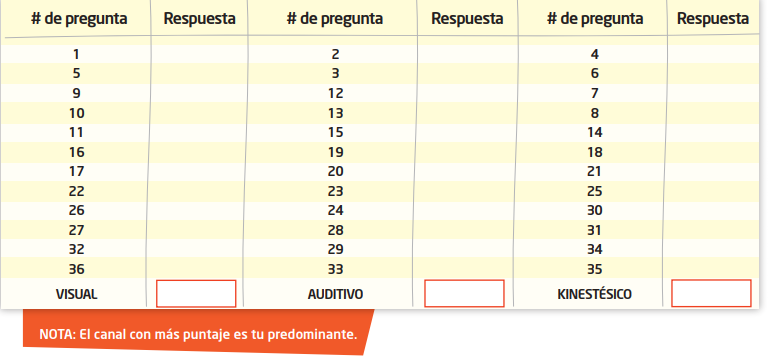 # de pregunta Respuesta # de pregunta Respuesta # de pregunta Respuesta
1 2 4
5 3 6
9 12 7
10 13 8
11 15 14
16 19 18
17 20 21
22 23 25
26 24 30
27 28 31
32 29 34
36 33 35
VISUAL AUDITIVO KINESTÉSICO
NOTA: El canal con más puntaje es tu predominante.